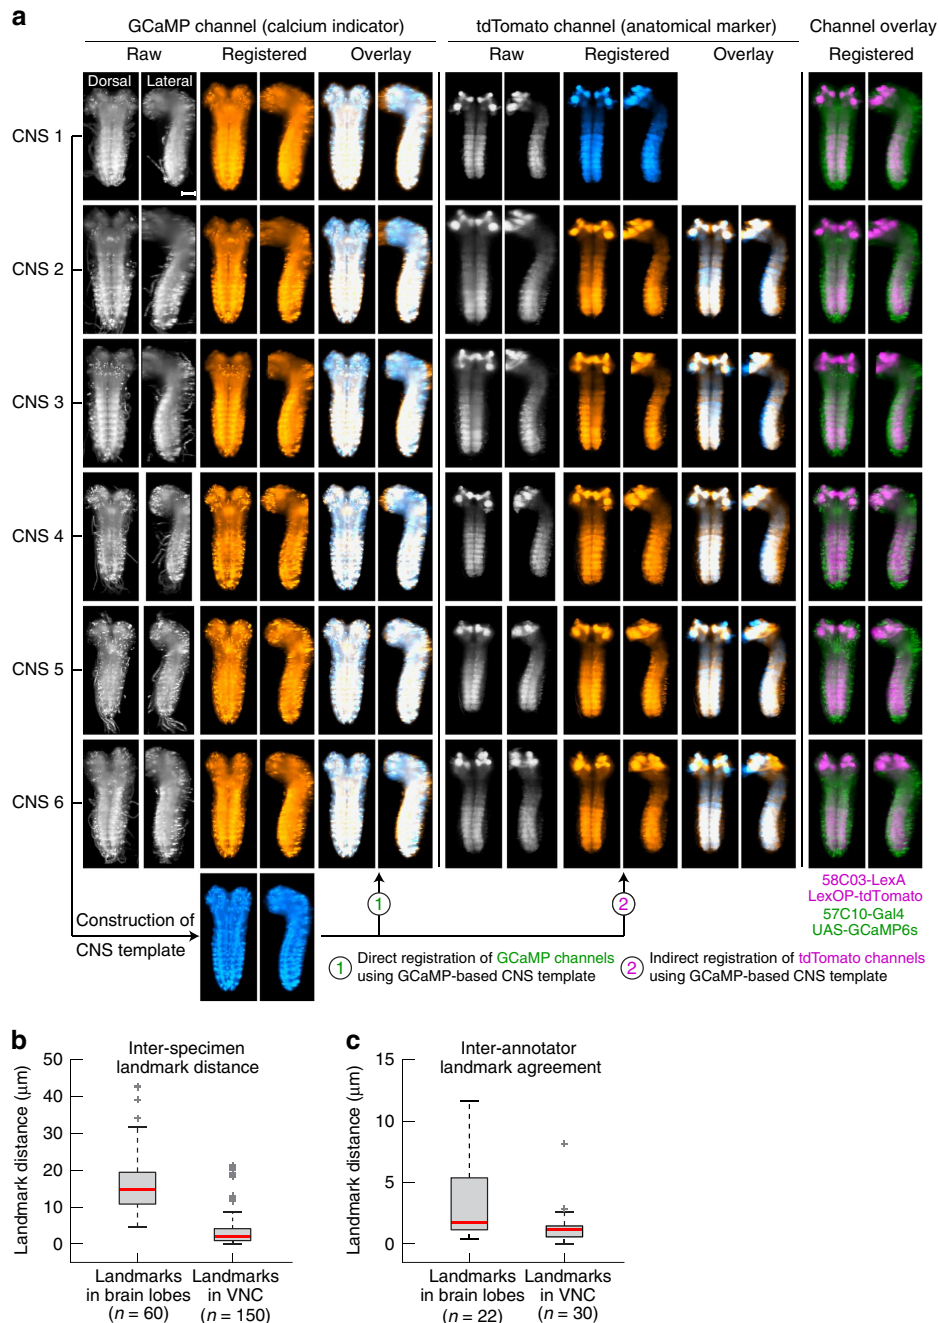 a
GCaMP channel (calcium indicator)
tdTomato channel (anatomical marker)
Channel overlay
Raw
Registered
Overlay
Raw
Registered
Overlay
Registered
Dorsal
Lateral
CNS 1
CNS 2
CNS 3
CNS 4
CNS 5
CNS 6
Construction of
CNS template
1
2
58C03-LexA
LexOP-tdTomato
57C10-Gal4
UAS-GCaMP6s
1 Direct registration of GCaMP channels
using GCaMP-based CNS template
2 Indirect registration of tdTomato channels
using GCaMP-based CNS template
b
Inter-specimen
landmark distance
Landmark distance (μm)
50
40
30
20
10
0
Landmarks
in brain lobes
(n = 60)
Landmarks
in VNC
(n = 150)
c
Inter-annotator
landmark agreement
Landmark distance (μm)
15
10
5
0
Landmarks
in brain lobes
(n = 22)
Landmarks
in VNC
(n = 30)